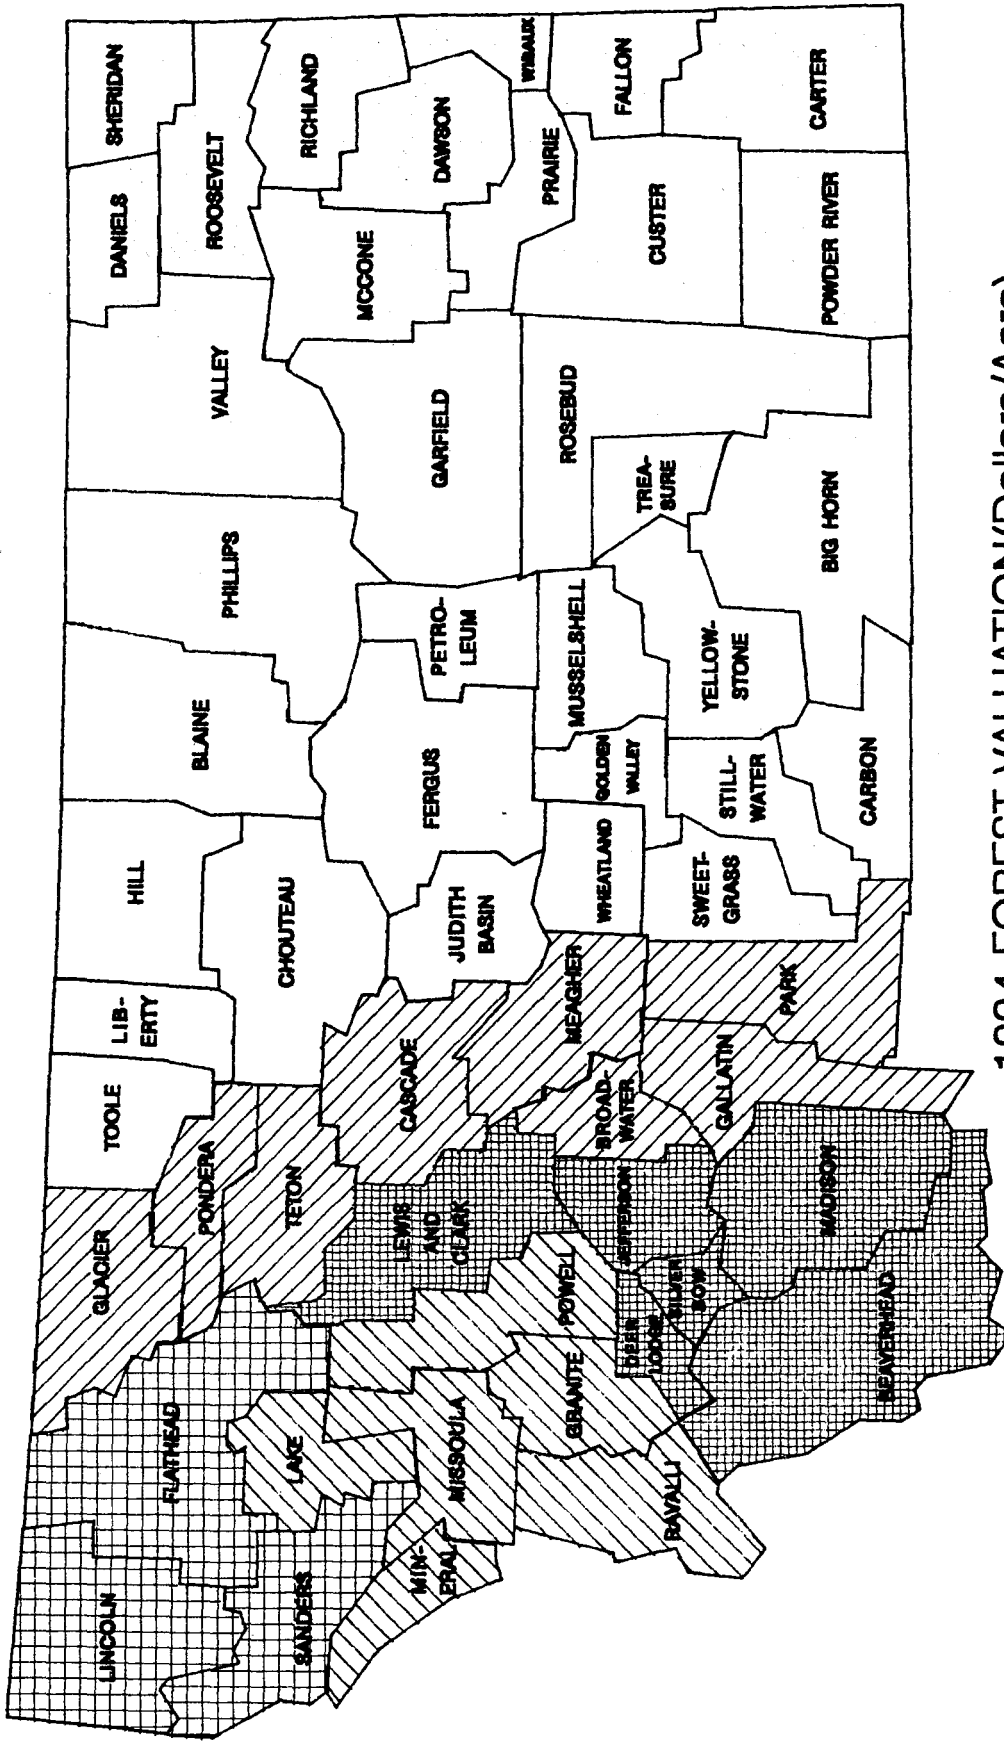 LINCOLN
FLATHEAD
GLACIER
TOOLE
LIB-
ERTY
HILL
BLAINE
PHILLIPS
VALLEY
DANIELS
SHERIDAN
ROOSEVELT
SANDERS
LAKE
PONDERA
TETON
CHOUTEAU
RICHLAND
MCCONE
DAWSON
WIBAUX
MIN-
ERAL
MISSOULA
POWELL
LEWIS
AND
CLARK
CASCADE
JUDITH
BASIN
FERGUS
PETRO-
LEUM
GARFIELD
PRAIRIE
RAVALLI
GRANITE
DEER
LODGE
SILVER
BOW
JEFFERSON
BROAD-
WATER
MEAGHER
WHEATLAND
GOLDEN
VALLEY
MUSSELSHELL
ROSEBUD
TREA-
SURE
CUSTER
FALLON
BEAVERHEAD
MADISON
GALLATIN
PARK
SWEET-
GRASS
STILL-
WATER
YELLOW-
STONE
CARBON
BIG HORN
POWDER RIVER
CARTER
1994 FOREST VALUATION(Dollars/Acre)